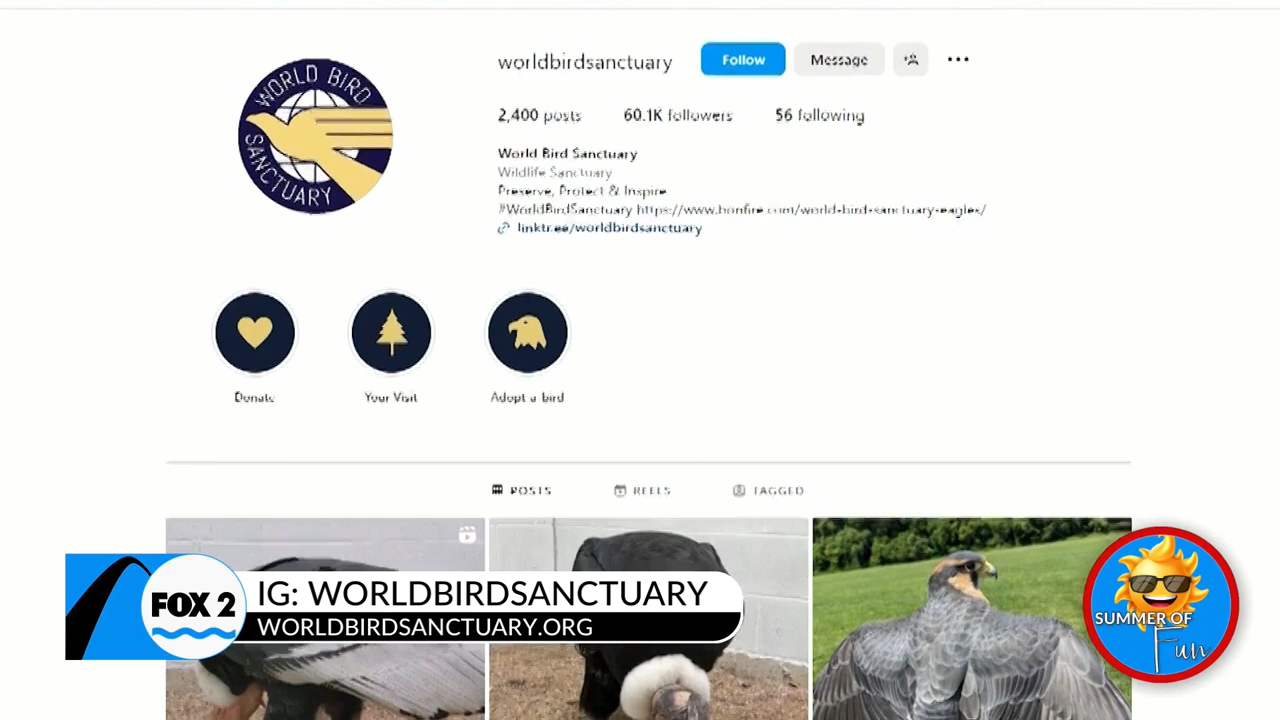 worldbirdsanctuary Follow Message
2,400 posts 60.1K followers 56 following
World Bird Sanctuary
Wildlife Sanctuary
Preserve, Protect & Inspire
#WorldBirdSanctuary https://www.bonfire.com/world-bird-sanctuary-eagles/
linktr.ee/worldbirdsanctuary
WORLD BIRD
SANCTUARY
Donate Your Visit Adopt a bird
POSTS REELS TAGGED
FOX 2
IG: WORLDBIRDSANCTUARY
WORLDBIRDSANCTUARY.ORG
SUMMER OF
Fun